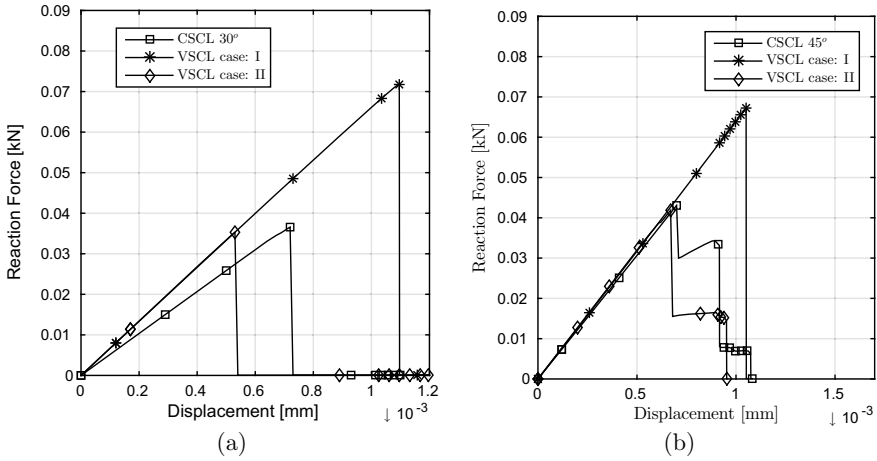 0.09
0.08
0.07
0.06
0.05
0.04
0.03
0.02
0.01
0
Reaction Force [kN]
CSCL 30º
VSCL case: I
VSCL case: II
0 0.2 0.4 0.6 0.8 1 1.2
Displacement [mm]
↓ 10⁻³
(a)
0.09
0.08
0.07
0.06
0.05
0.04
0.03
0.02
0.01
0
Reaction Force [kN]
CSCL 45º
VSCL case: I
VSCL case: II
0 0.5 1 1.5
Displacement [mm]
↓ 10⁻³
(b)